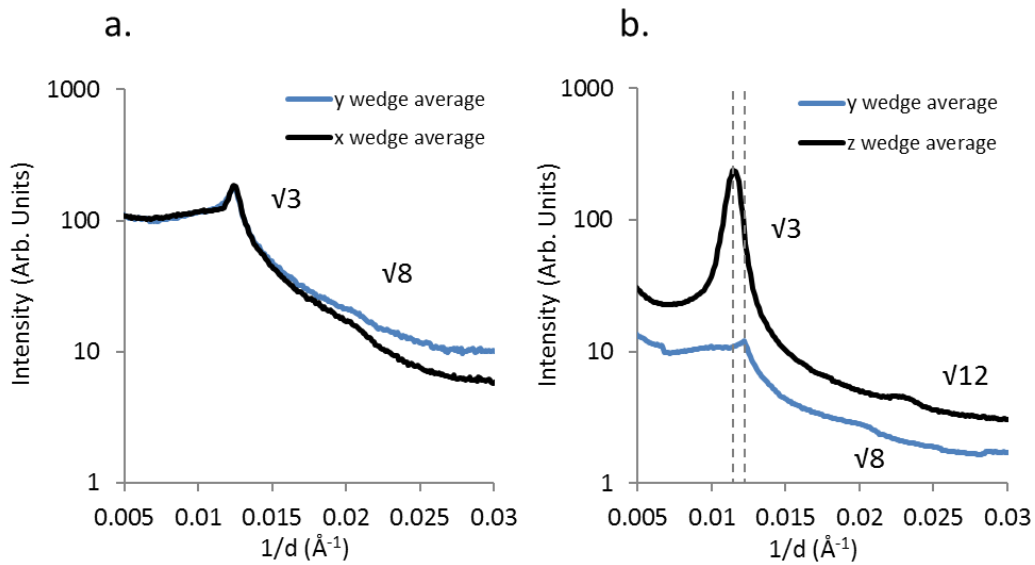 a.
1000
100
10
1
Intensity (Arb. Units)
y wedge average
x wedge average
√3
√8
0.005 0.01 0.015 0.02 0.025 0.03
1/d (Å⁻¹)
b.
1000
100
10
1
Intensity (Arb. Units)
y wedge average
z wedge average
√3
√12
√8
0.005 0.01 0.015 0.02 0.025 0.03
1/d (Å⁻¹)